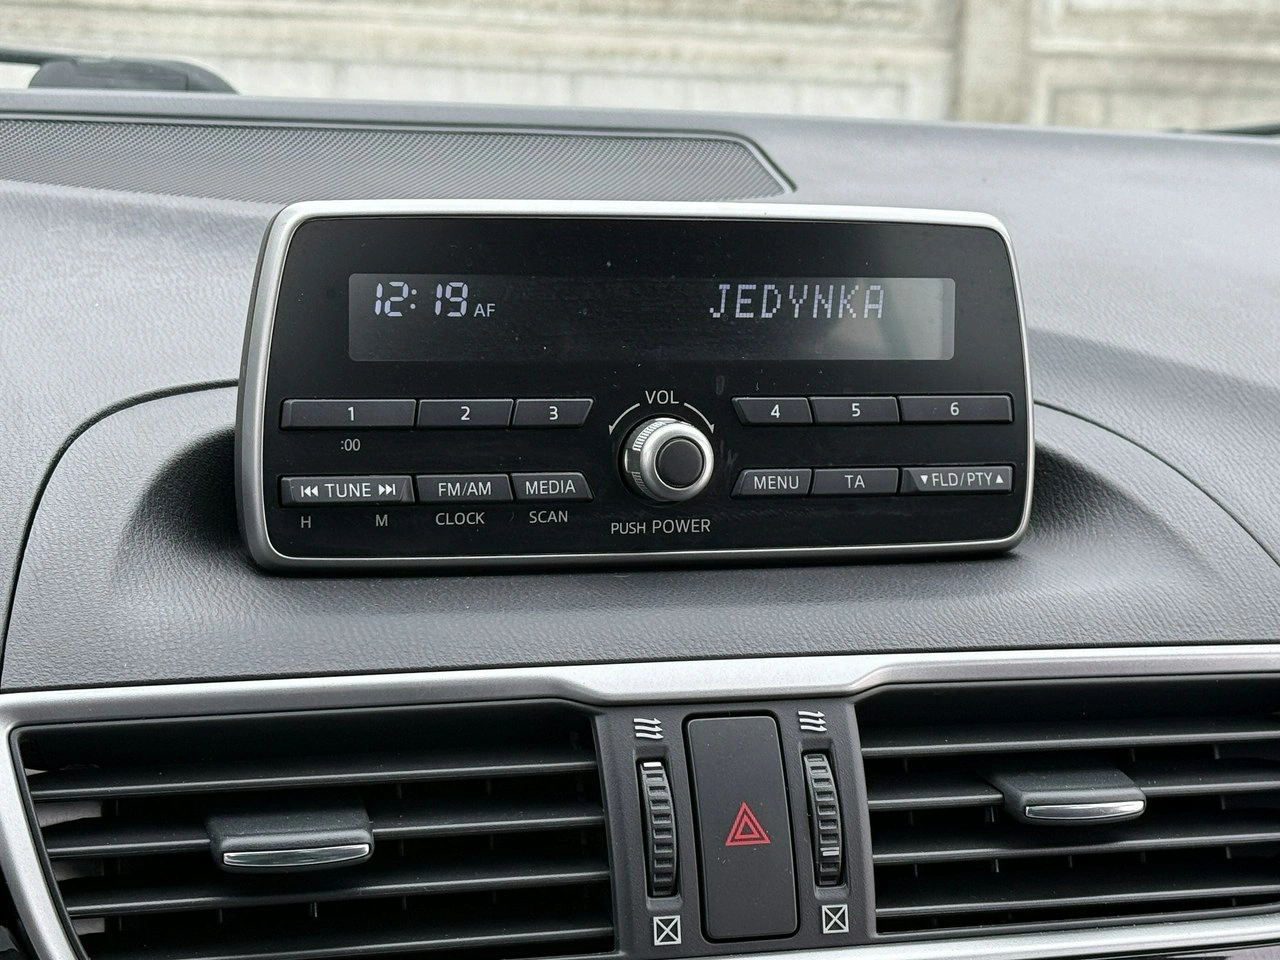 12:19 AF JEDYNKA
VOL
1 2 3 4 5 6
:00
TUNE FM/AM MEDIA MENU TA ▼FLD/PTY▲
H M CLOCK SCAN PUSH POWER